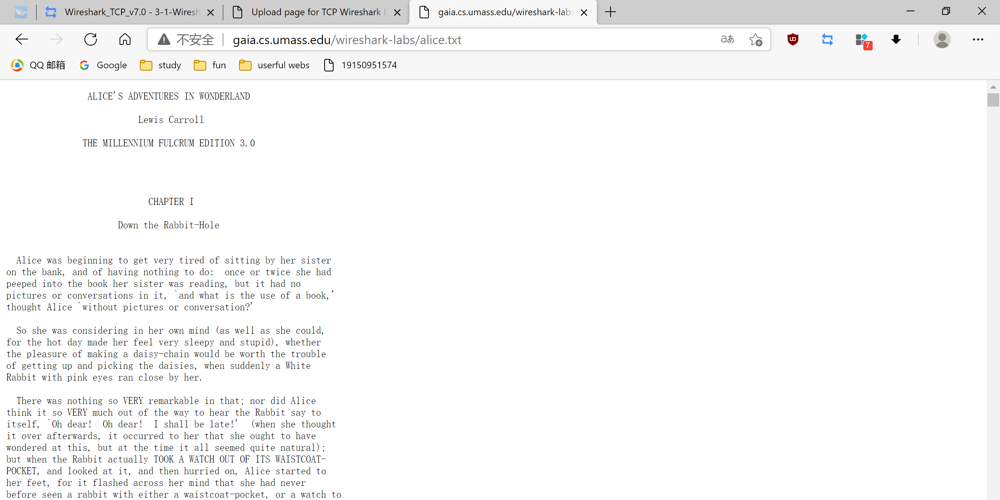 Wireshark_TCP_v7.0 - 3-1-Wiresh
Upload page for TCP Wireshark L
gaia.cs.umass.edu/wireshark-labs
不安全
gaia.cs.umass.edu/wireshark-labs/alice.txt
aあ
7
QQ 邮箱
Google
study
fun
userful webs
19150951574
ALICE'S ADVENTURES IN WONDERLAND
Lewis Carroll
THE MILLENNIUM FULCRUM EDITION 3.0
CHAPTER I
Down the Rabbit-Hole
Alice was beginning to get very tired of sitting by her sister
on the bank, and of having nothing to do:  once or twice she had
peeped into the book her sister was reading, but it had no
pictures or conversations in it, `and what is the use of a book,'
thought Alice `without pictures or conversation?'
So she was considering in her own mind (as well as she could,
for the hot day made her feel very sleepy and stupid), whether
the pleasure of making a daisy-chain would be worth the trouble
of getting up and picking the daisies, when suddenly a White
Rabbit with pink eyes ran close by her.
There was nothing so VERY remarkable in that; nor did Alice
think it so VERY much out of the way to hear the Rabbit say to
itself, `Oh dear!  Oh dear!  I shall be late!'  (when she thought
it over afterwards, it occurred to her that she ought to have
wondered at this, but at the time it all seemed quite natural);
but when the Rabbit actually TOOK A WATCH OUT OF ITS WAISTCOAT-
POCKET, and looked at it, and then hurried on, Alice started to
her feet, for it flashed across her mind that she had never
before seen a rabbit with either a waistcoat-pocket, or a watch to